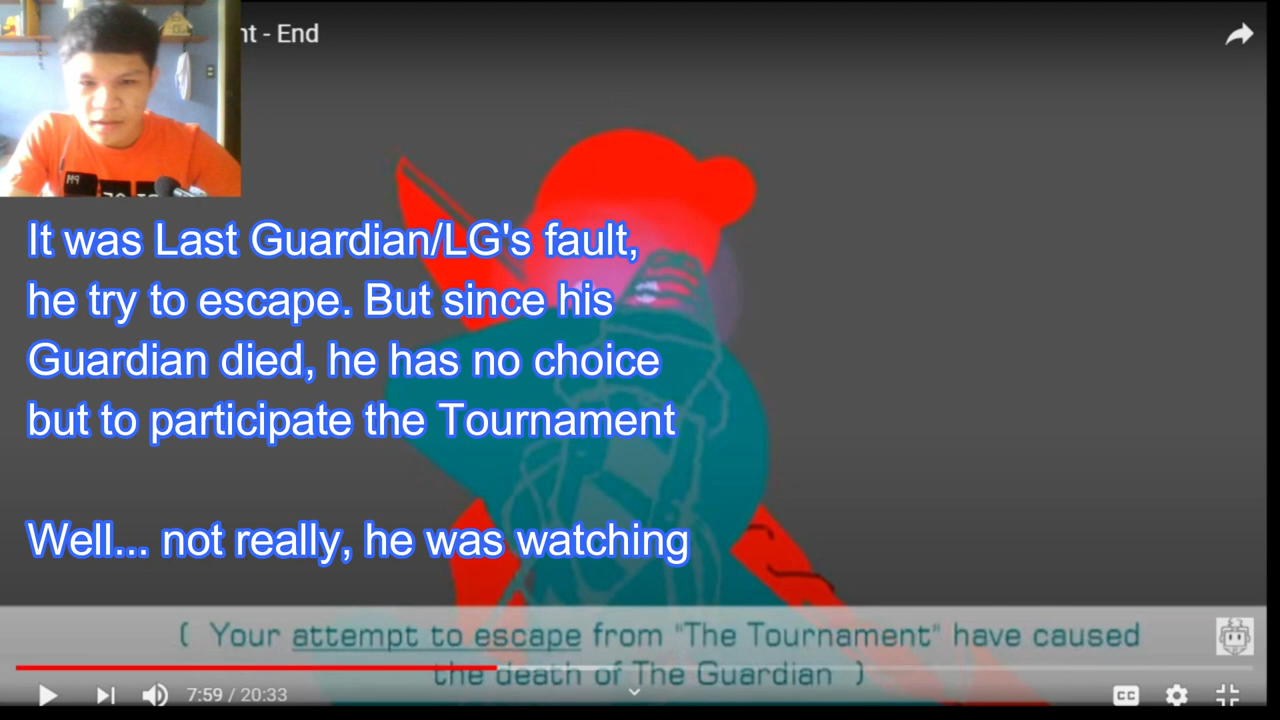 nt - End
It was Last Guardian/LG's fault,
he try to escape. But since his
Guardian died, he has no choice
but to participate the Tournament
Well... not really, he was watching
( Your attempt to escape from "The Tournament" have caused
the death of The Guardian )
7:59 / 20:33
CC